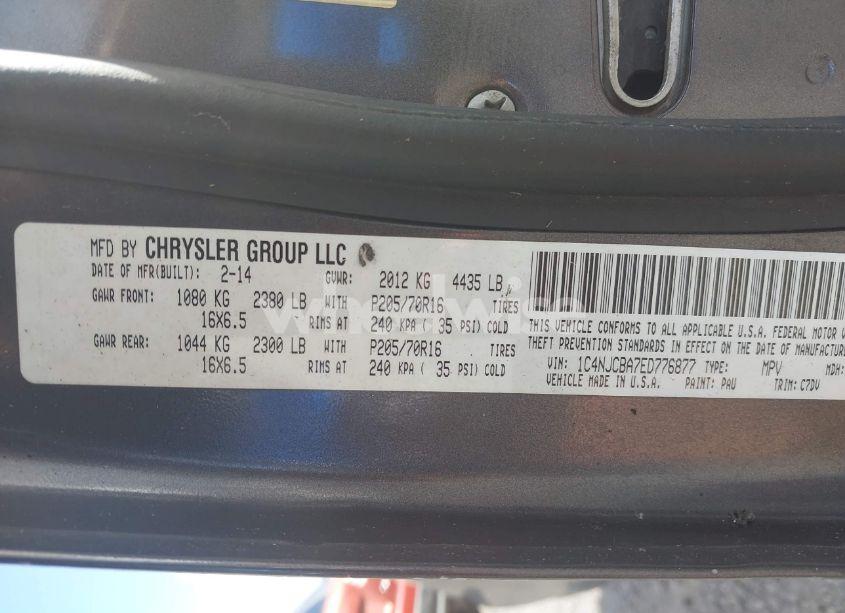 MFD BY CHRYSLER GROUP LLC
DATE OF MFR(BUILT): 2-14 GVWR: 2012 KG 4435 LB
GAWR FRONT: 1080 KG 2380 LB WITH P205/70R16 TIRES
16X6.5 RIMS AT 240 KPA ( 35 PSI) COLD
GAWR REAR: 1044 KG 2300 LB WITH P205/70R16 TIRES
16X6.5 RIMS AT 240 KPA ( 35 PSI) COLD
THIS VEHICLE CONFORMS TO ALL APPLICABLE U.S.A. FEDERAL MOTOR V
THEFT PREVENTION STANDARDS IN EFFECT ON THE DATE OF MANUFACTUR
VIN: 1C4NJCBA7ED776877 TYPE: MPV MDH:
VEHICLE MADE IN U.S.A. PAINT: PAU TRIM: C7DV
wheelwise